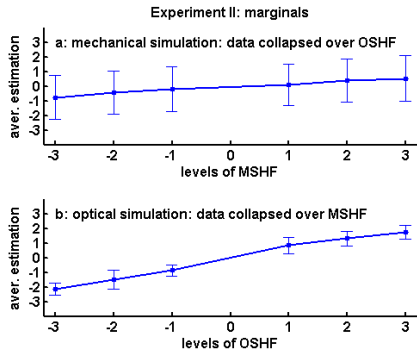 Experiment II: marginals
a: mechanical simulation: data collapsed over OSHF
aver. estimation
3
2
1
0
-1
-2
-3
-3 -2 -1 0 1 2 3
levels of MSHF
b: optical simulation: data collapsed over MSHF
aver. estimation
3
2
1
0
-1
-2
-3
-3 -2 -1 0 1 2 3
levels of OSHF